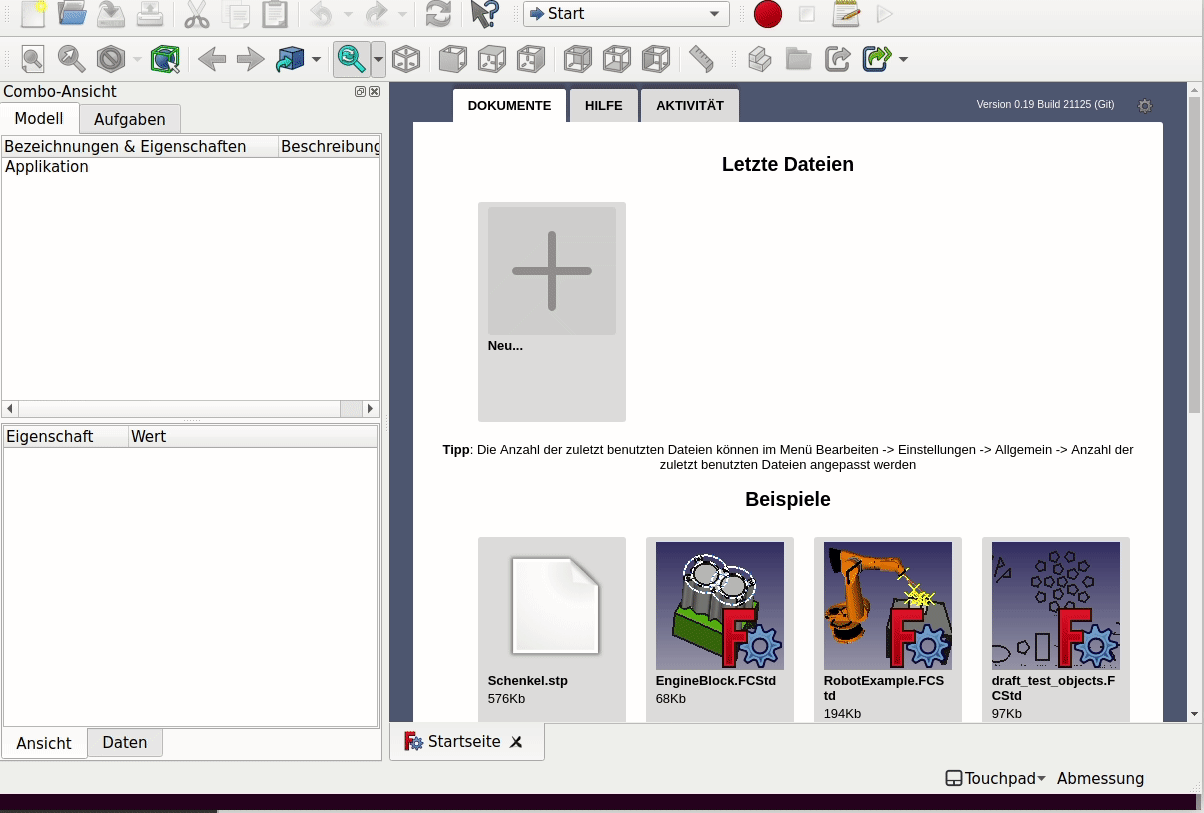 Start
Combo-Ansicht
Modell
Aufgaben
Bezeichnungen & Eigenschaften
Beschreibung
Applikation
Eigenschaft
Wert
Ansicht
Daten
DOKUMENTE
HILFE
AKTIVITÄT
Version 0.19 Build 21125 (Git)
Letzte Dateien
Neu...
Tipp: Die Anzahl der zuletzt benutzten Dateien können im Menü Bearbeiten -> Einstellungen -> Allgemein -> Anzahl der
zuletzt benutzten Dateien angepasst werden
Beispiele
Schenkel.stp
576Kb
EngineBlock.FCStd
68Kb
RobotExample.FCS
td
194Kb
draft_test_objects.F
CStd
97Kb
Startseite
Touchpad
Abmessung